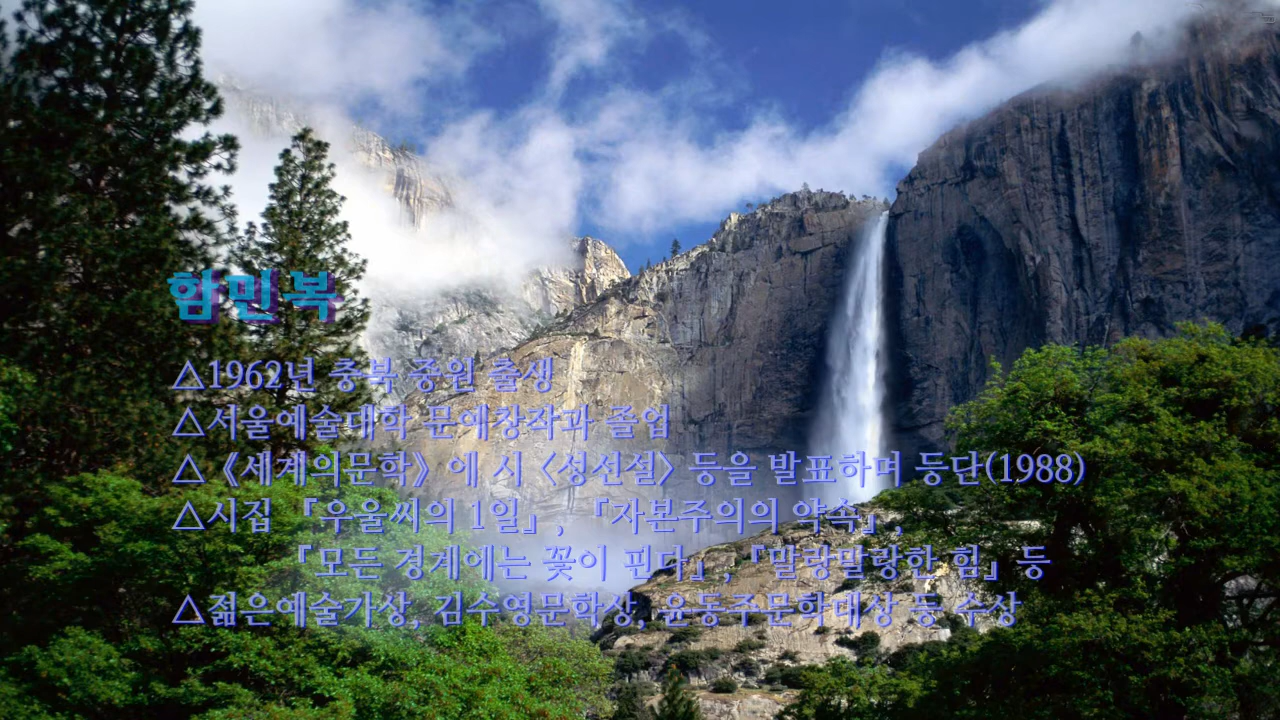 함민복
△1962년 충북 중원 출생
△서울예술대학 문예창작과 졸업
△《세계의문학》에 시 〈성선설〉 등을 발표하며 등단(1988)
△시집 『우울씨의 1일』, 『자본주의의 약속』,
『모든 경계에는 꽃이 핀다』,『말랑말랑한 힘』등
△젊은예술가상, 김수영문학상, 윤동주문학대상 등 수상